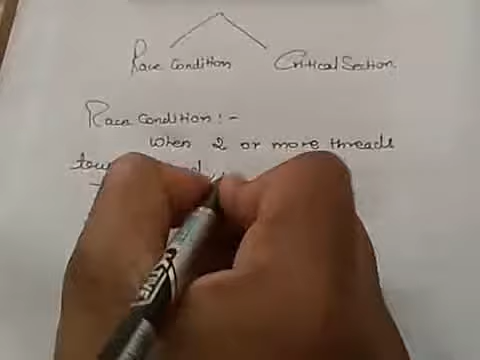 Race Condition Critical Section
Race Condition :-
When 2 or more threads